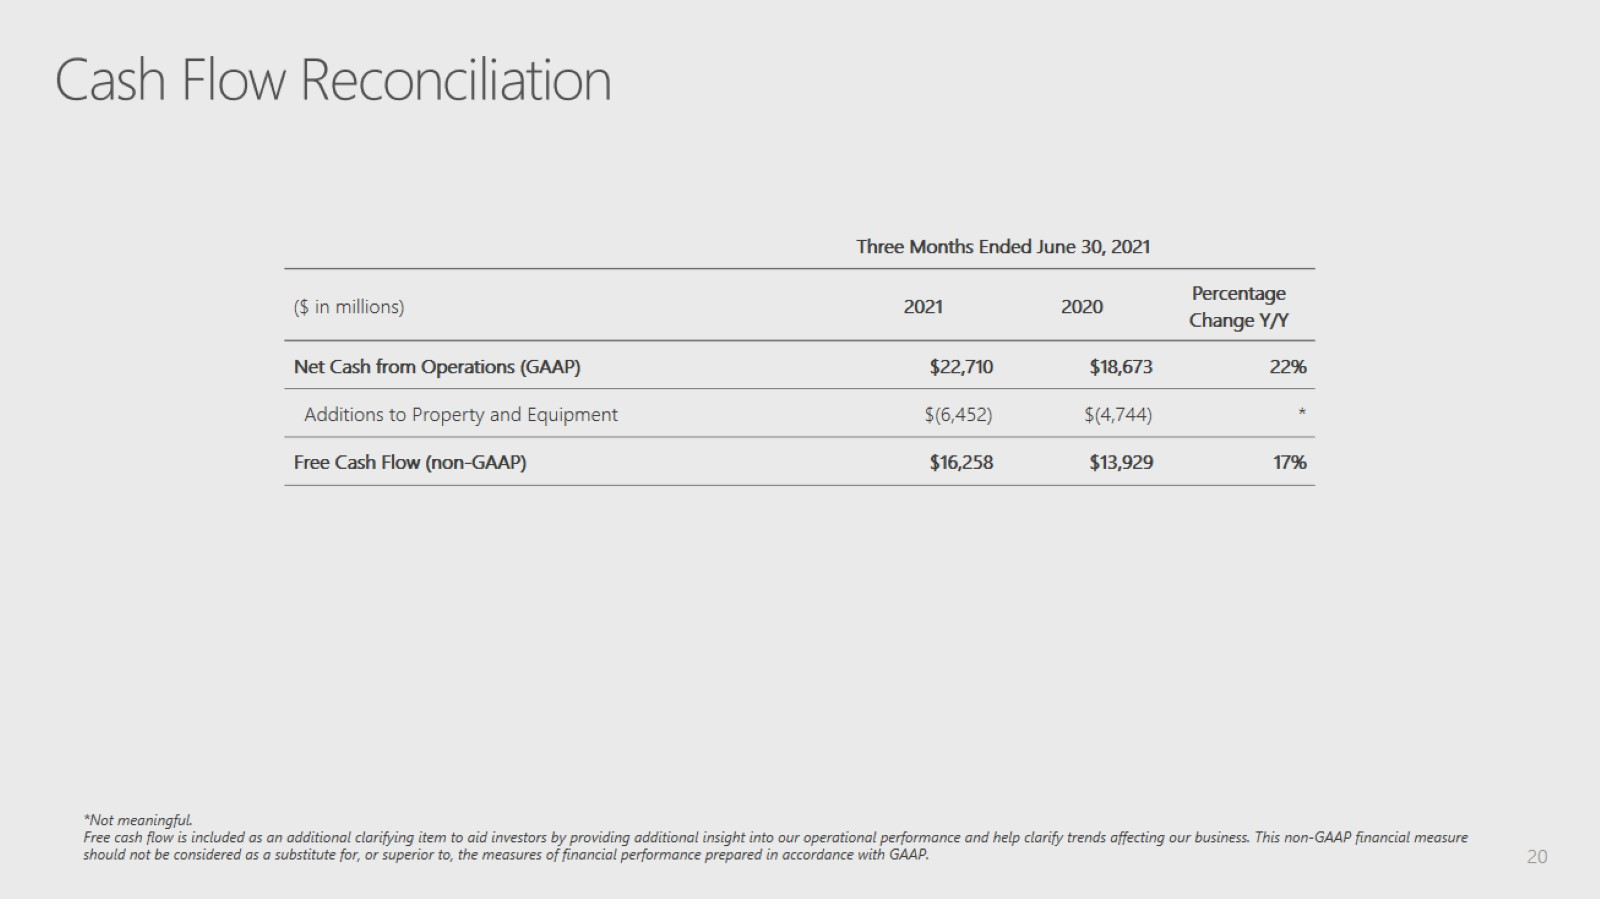 Cash Flow Reconciliation
Three Months Ended June 30, 2021
($ in millions) 2021 2020 Percentage Change Y/Y
Net Cash from Operations (GAAP) $22,710 $18,673 22%
Additions to Property and Equipment $(6,452) $(4,744) *
Free Cash Flow (non-GAAP) $16,258 $13,929 17%
*Not meaningful.
Free cash flow is included as an additional clarifying item to aid investors by providing additional insight into our operational performance and help clarify trends affecting our business. This non-GAAP financial measure
should not be considered as a substitute for, or superior to, the measures of financial performance prepared in accordance with GAAP.
20